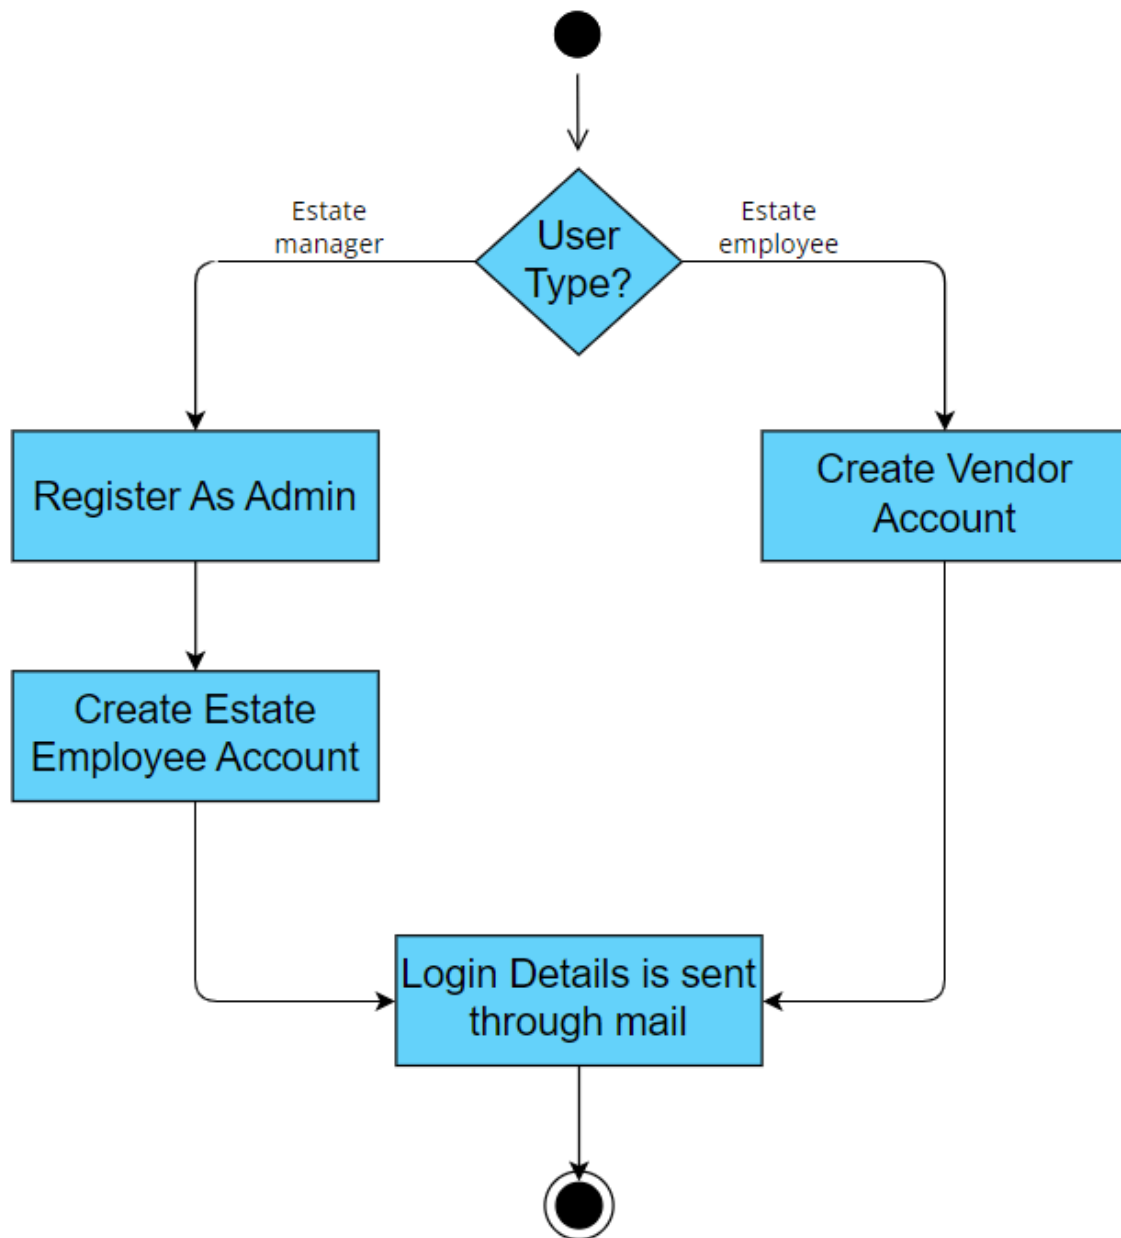 Estate
manager
User
Type?
Estate
employee
Register As Admin
Create Vendor
Account
Create Estate
Employee Account
Login Details is sent
through mail